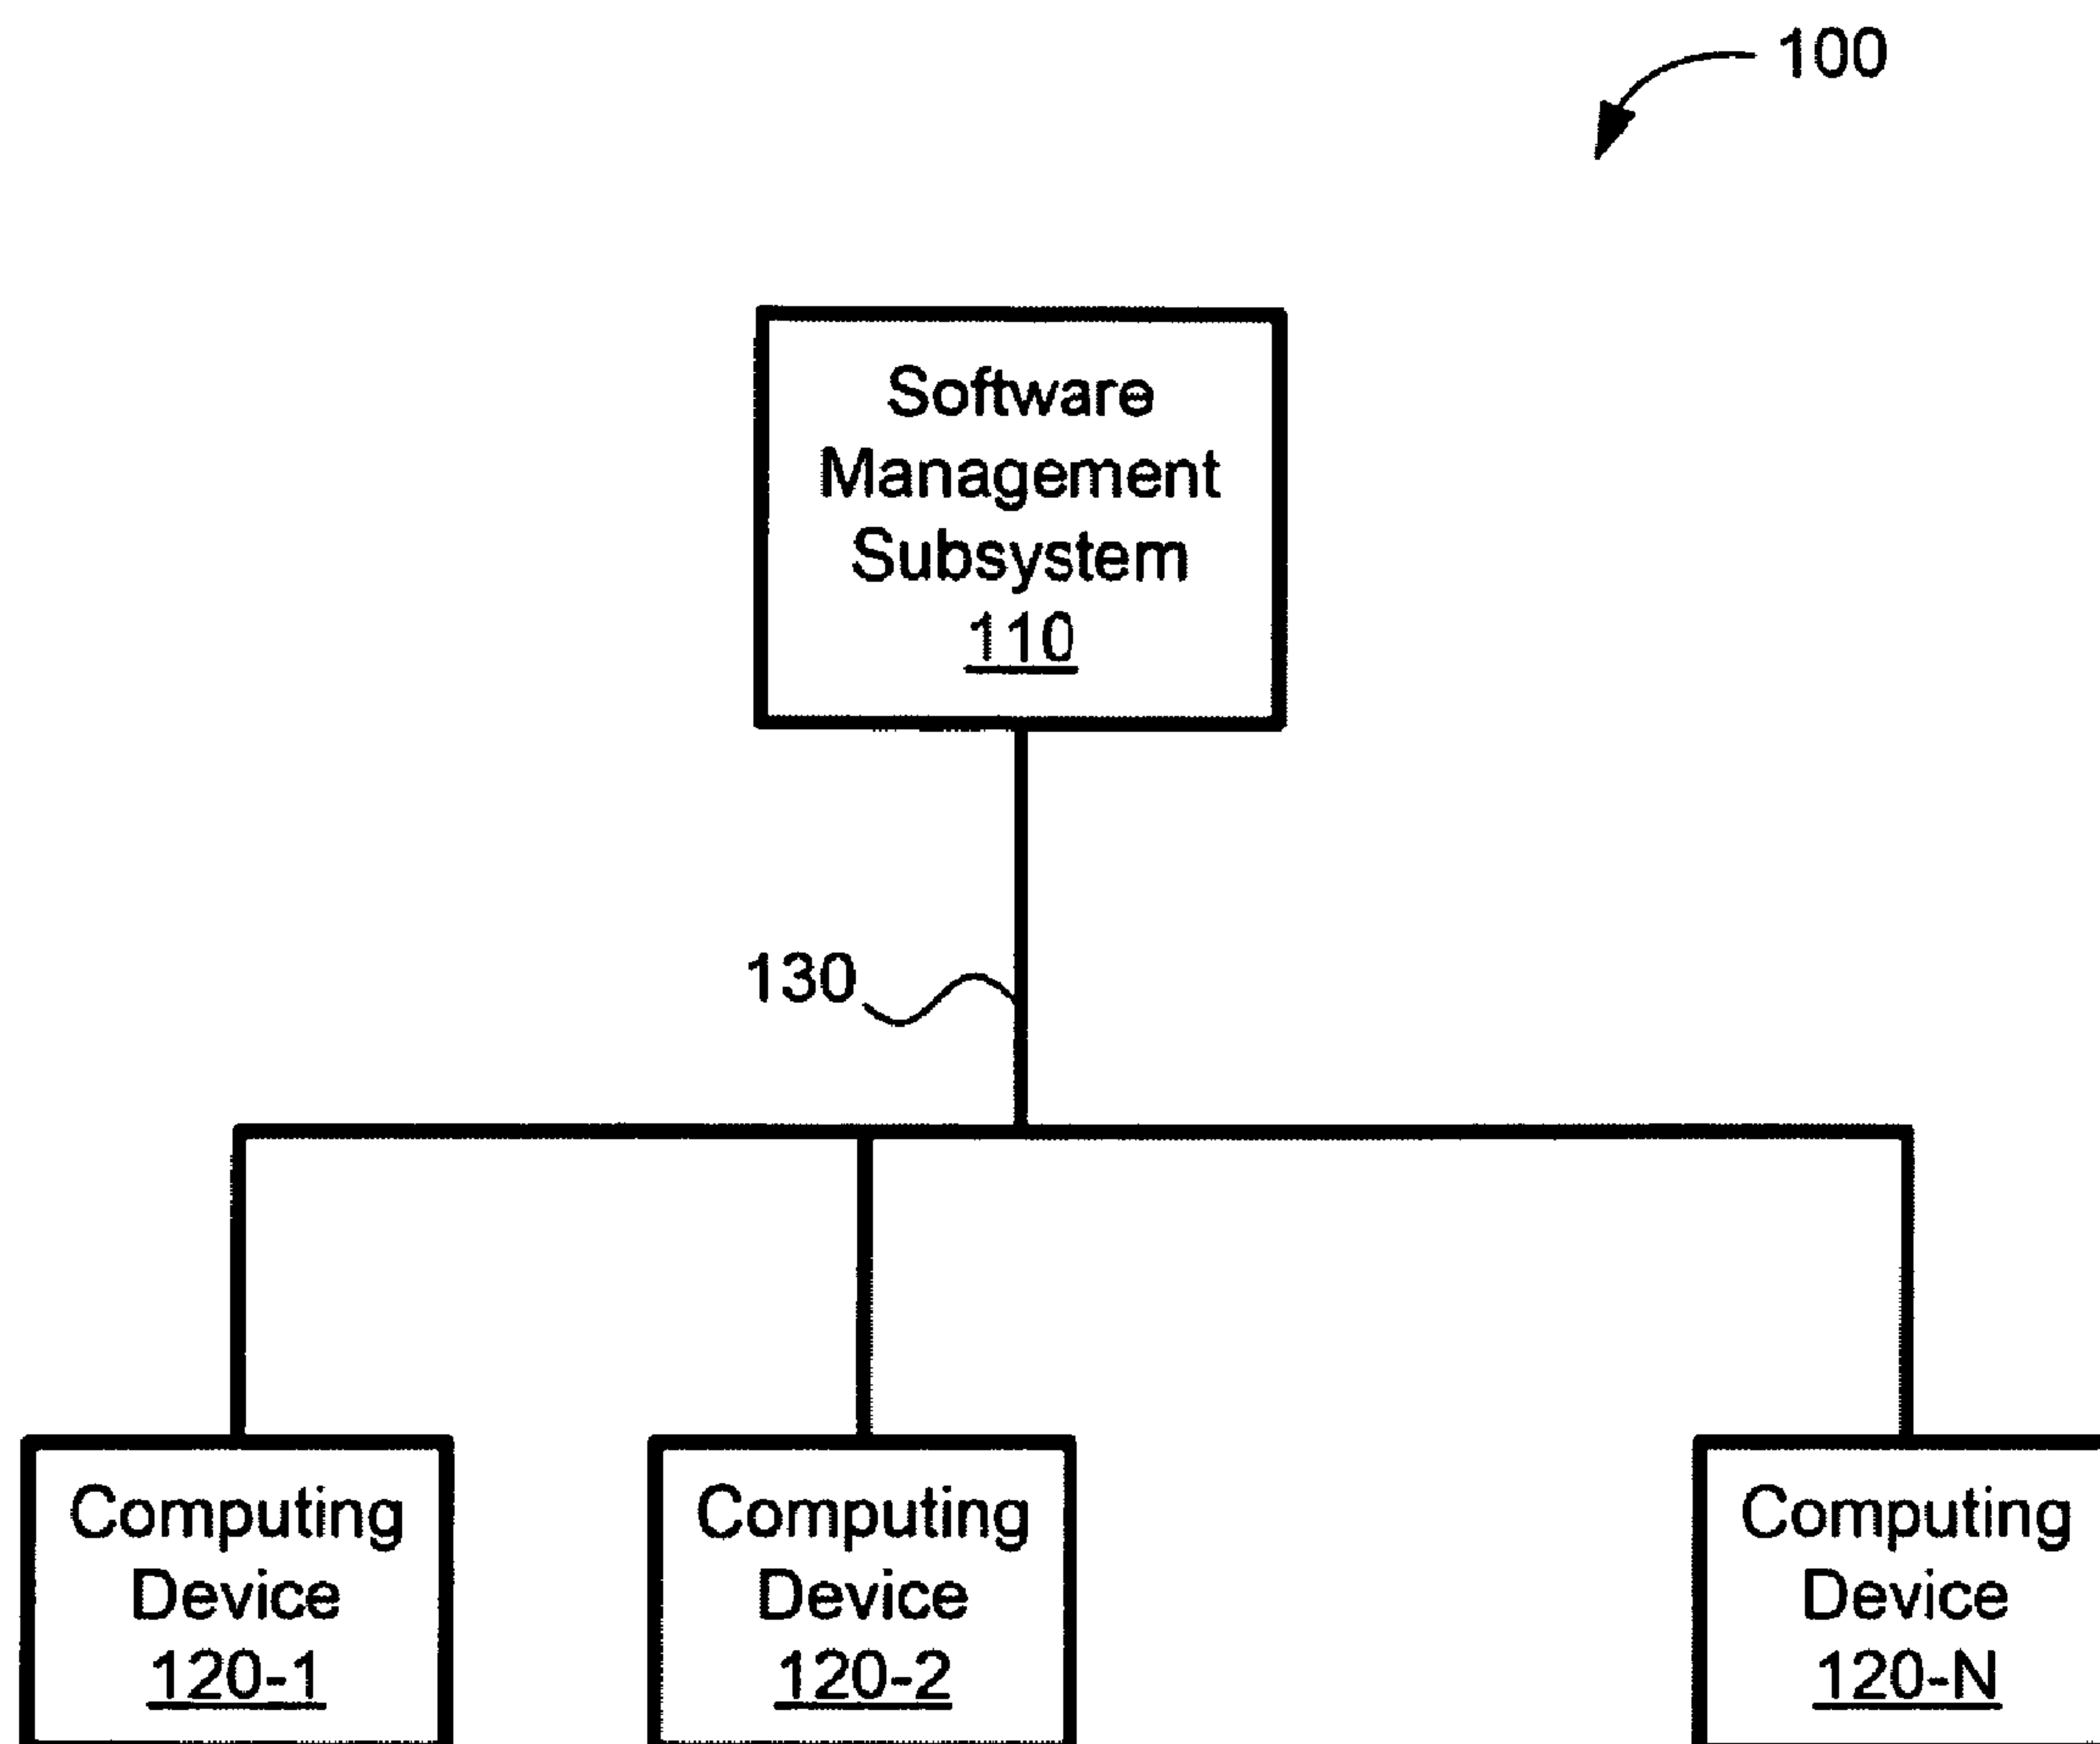 100
Software
Management
Subsystem
110
130
Computing
Device
120-1
Computing
Device
120-2
Computing
Device
120-N